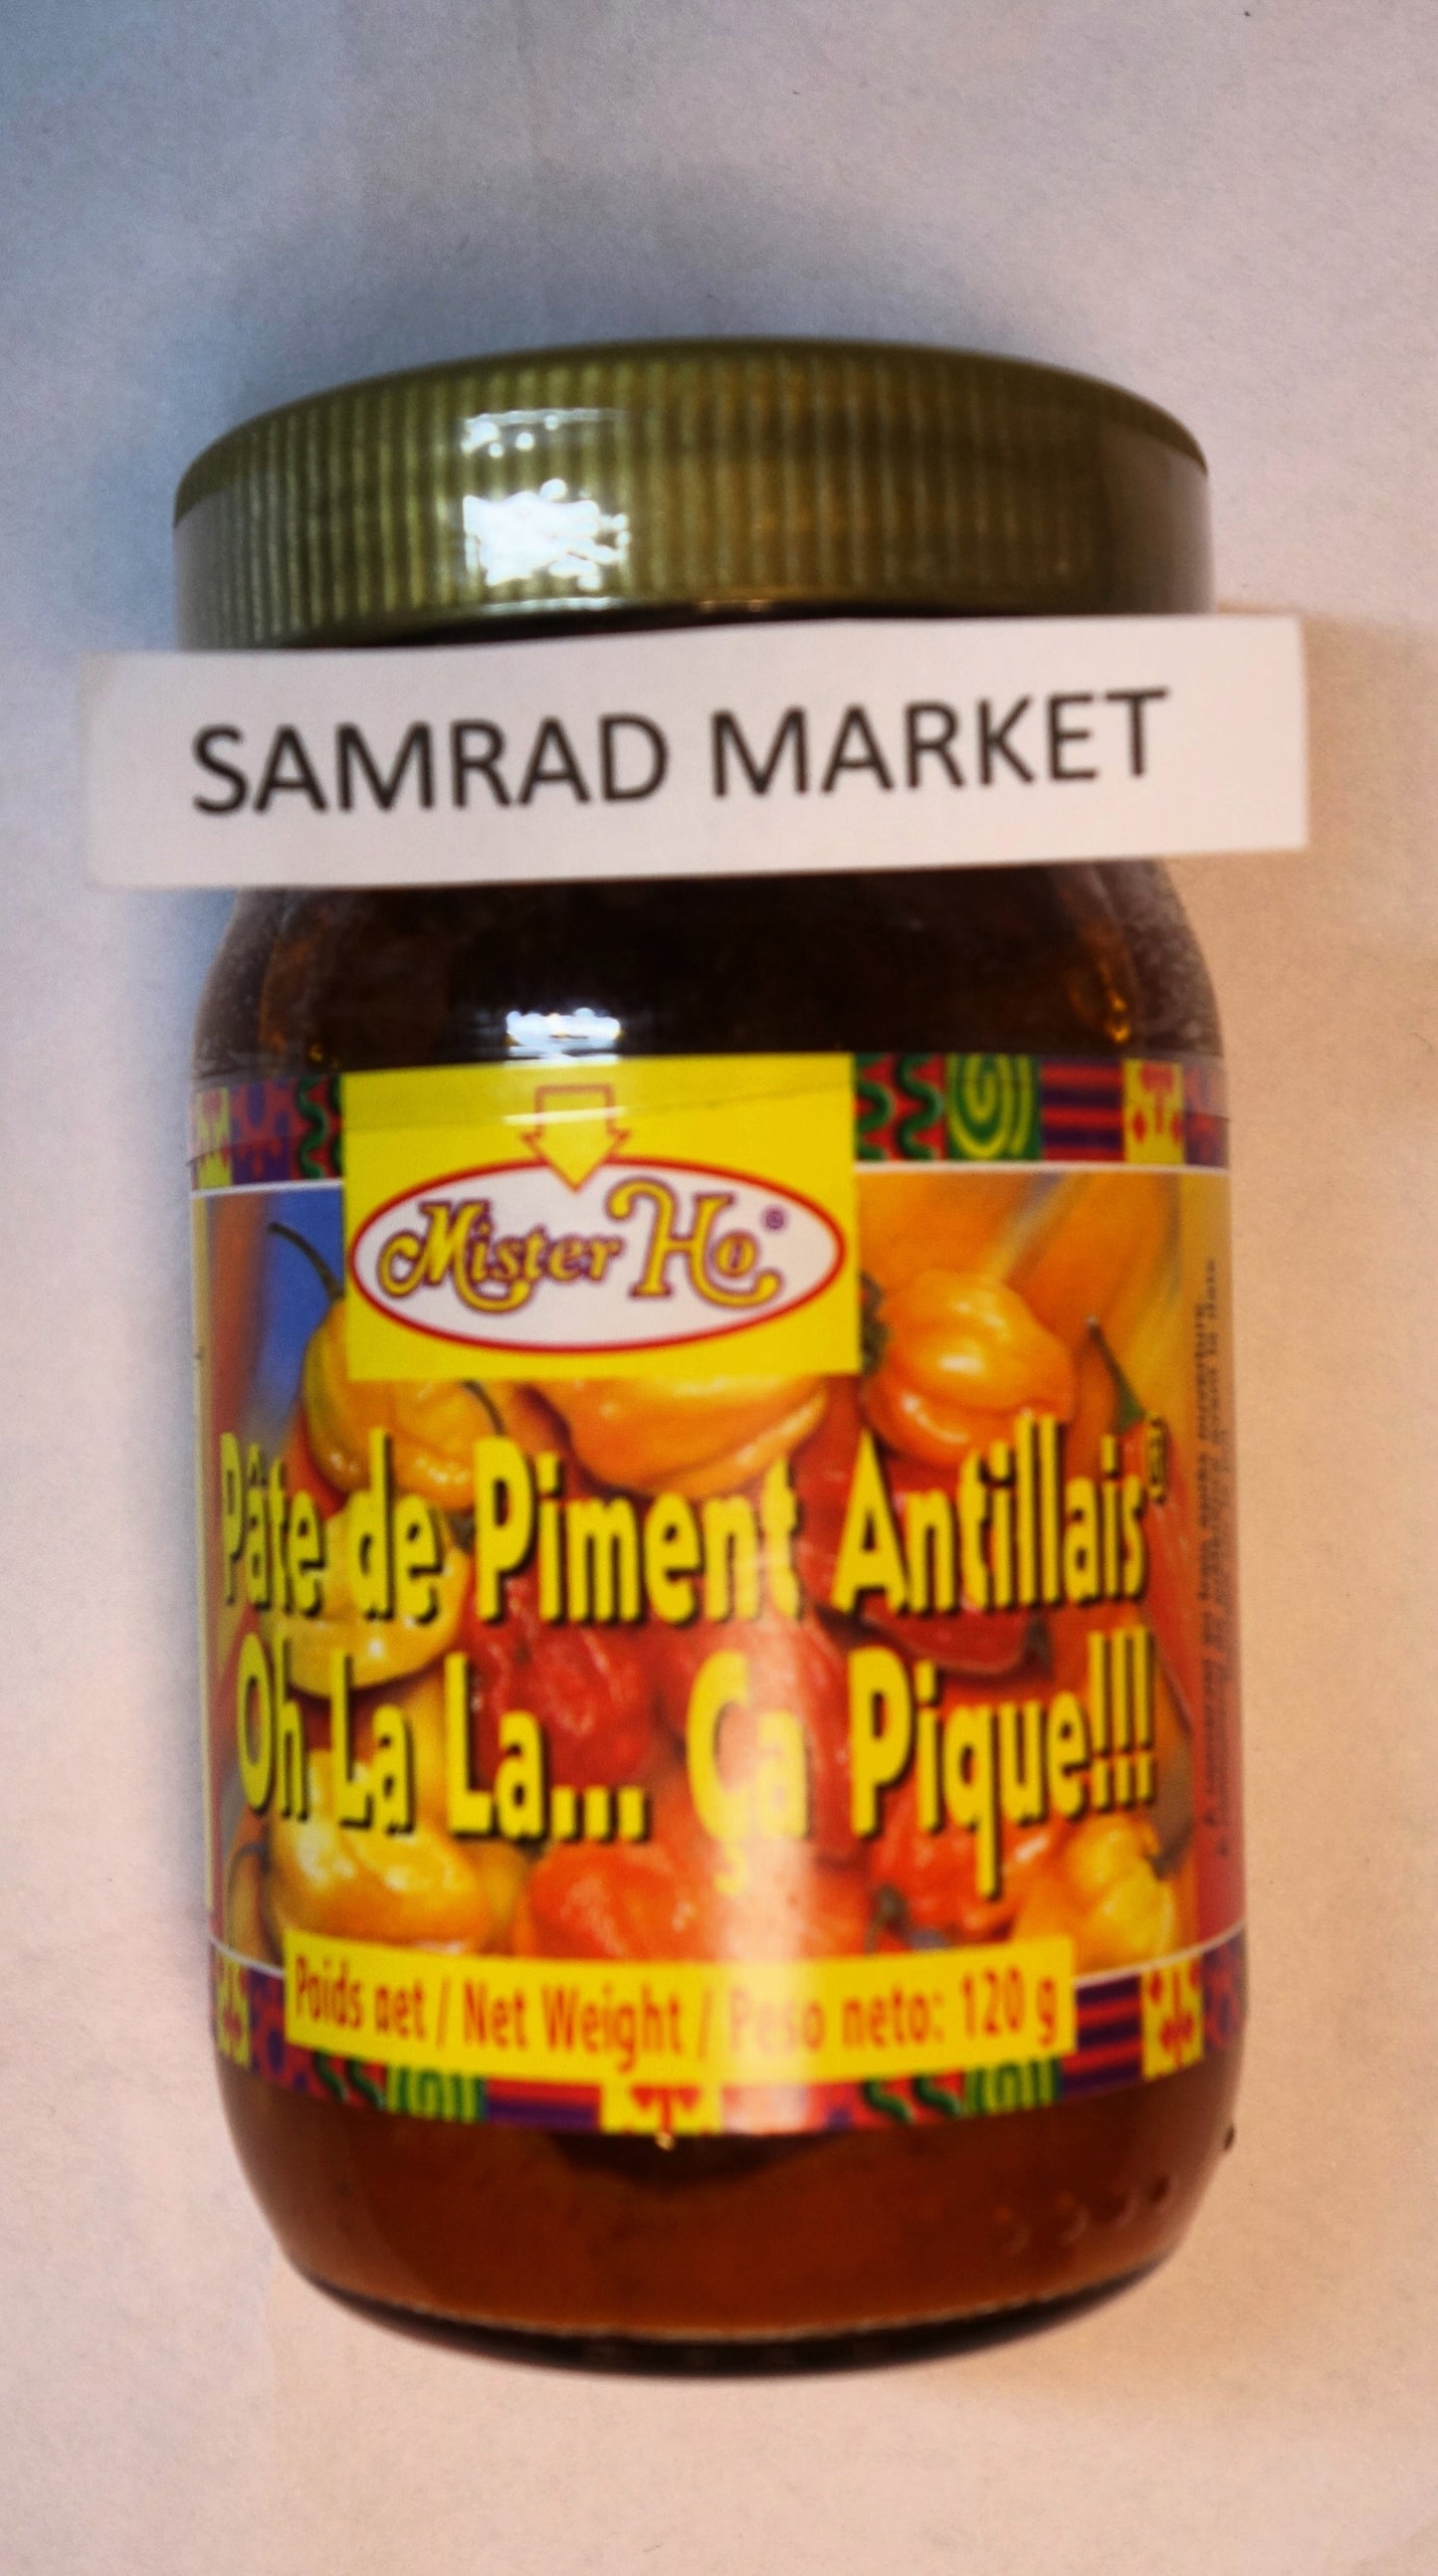 SAMRAD MARKET
Mister Ho®
Pâte de Piment Antillais®
Oh La La... Ça Pique!!!
Poids net / Net Weight / Peso neto: 120 g